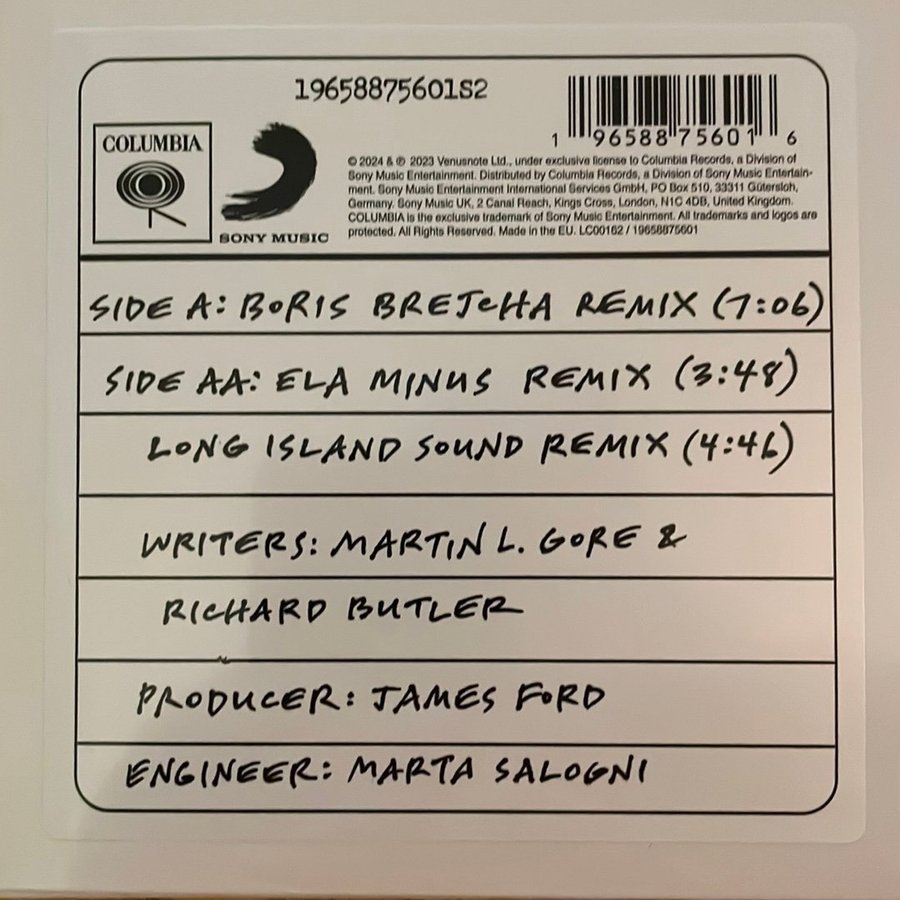 19658875601S2
1 96588 75601 6
COLUMBIA
SONY MUSIC
© 2024 & ℗ 2023 Venusnote Ltd., under exclusive license to Columbia Records, a Division of
Sony Music Entertainment. Distributed by Columbia Records, a Division of Sony Music Entertain-
ment. Sony Music Entertainment International Services GmbH, PO Box 510, 33311 Gütersloh,
Germany. Sony Music UK, 2 Canal Reach, Kings Cross, London, N1C 4DB, United Kingdom.
COLUMBIA is the exclusive trademark of Sony Music Entertainment. All trademarks and logos are
protected. All Rights Reserved. Made in the EU. LC00162 / 19658875601
SIDE A: BORIS BREJCHA REMIX (7:06)
SIDE AA: ELA MINUS REMIX (3:48)
LONG ISLAND SOUND REMIX (4:46)
WRITERS: MARTIN L. GORE &
RICHARD BUTLER
PRODUCER: JAMES FORD
ENGINEER: MARTA SALOGNI